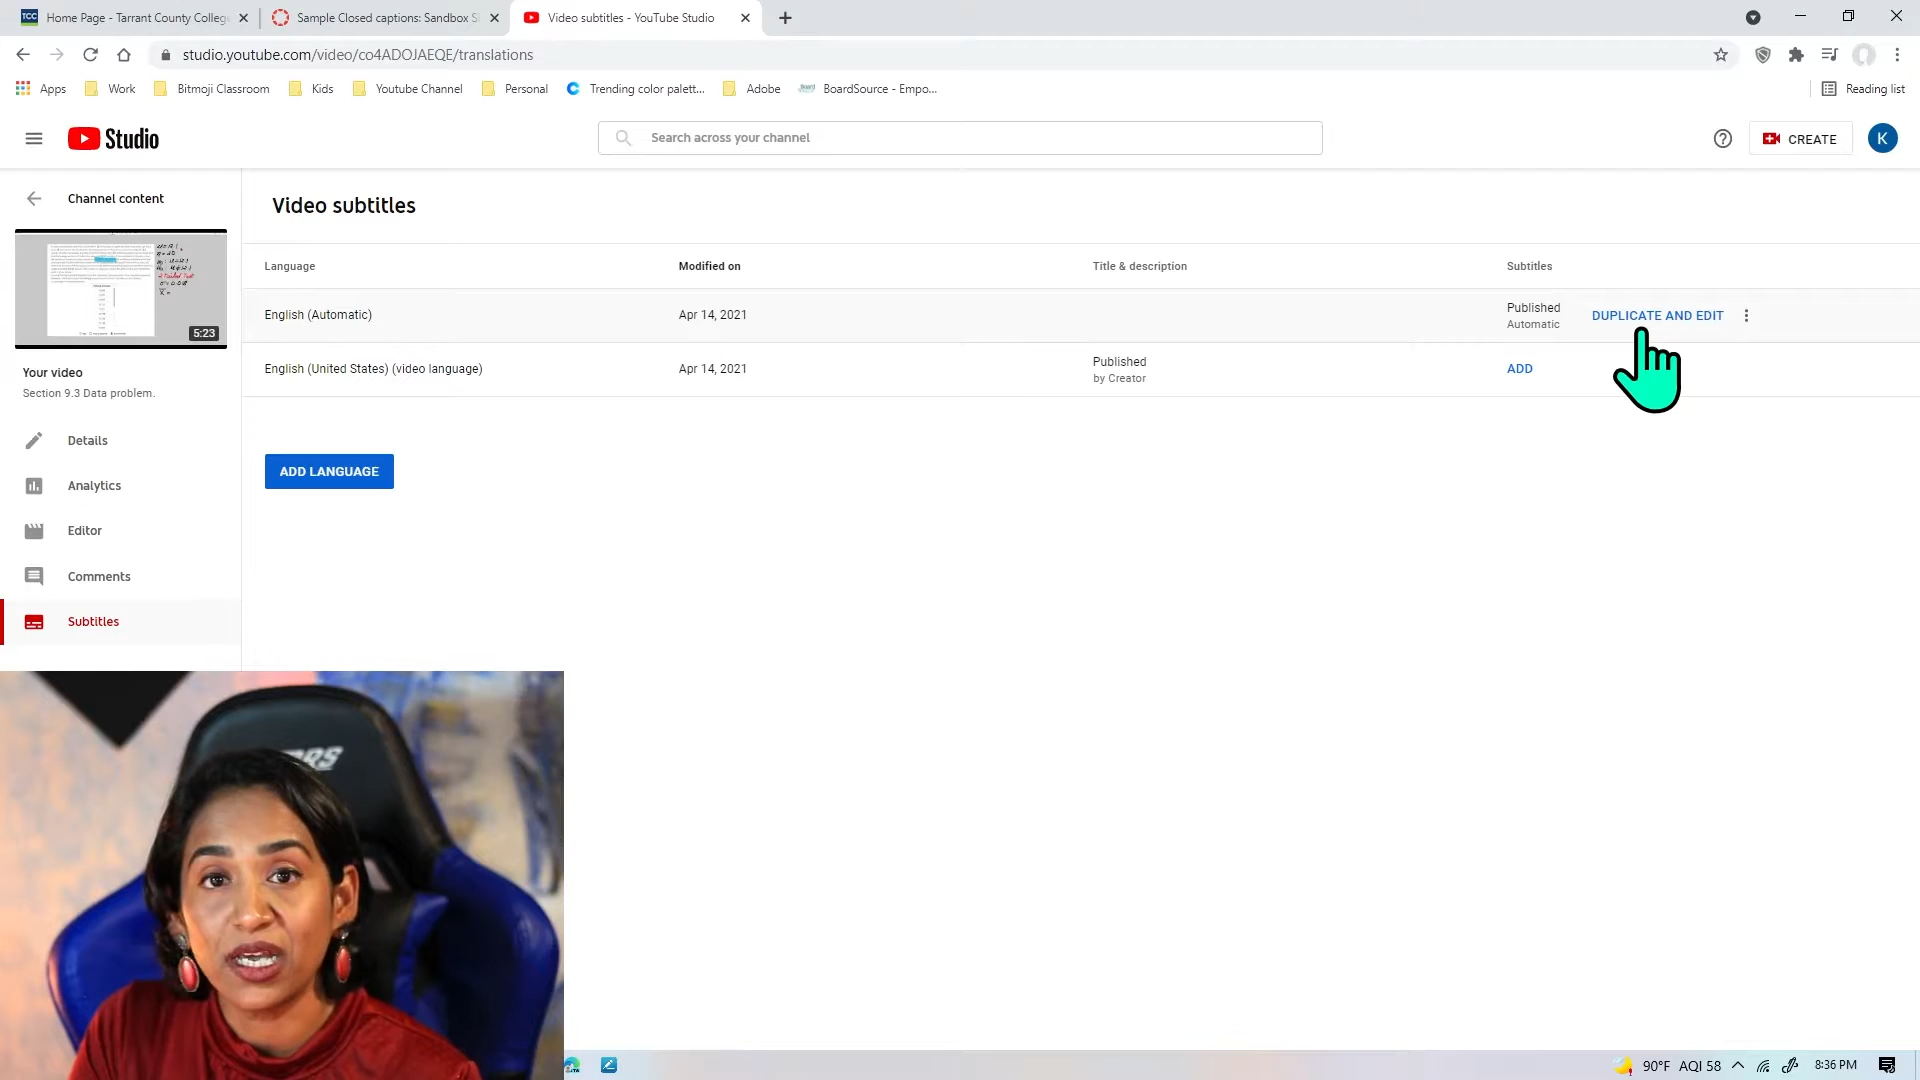 TCC Home Page - Tarrant County College
Sample Closed captions: Sandbox S
Video subtitles - YouTube Studio
studio.youtube.com/video/co4ADOJAEQE/translations
Apps
Work
Bitmoji Classroom
Kids
Youtube Channel
Personal
Trending color palett...
Adobe
BoardSource - Empo...
Reading list
Studio
Search across your channel
CREATE
K
Channel content
Video subtitles
Language
Modified on
Title & description
Subtitles
English (Automatic)
Apr 14, 2021
Published
Automatic
DUPLICATE AND EDIT
English (United States) (video language)
Apr 14, 2021
Published
by Creator
ADD
ADD LANGUAGE
5:23
Your video
Section 9.3 Data problem.
Details
Analytics
Editor
Comments
Subtitles
90°F AQI 58
8:36 PM